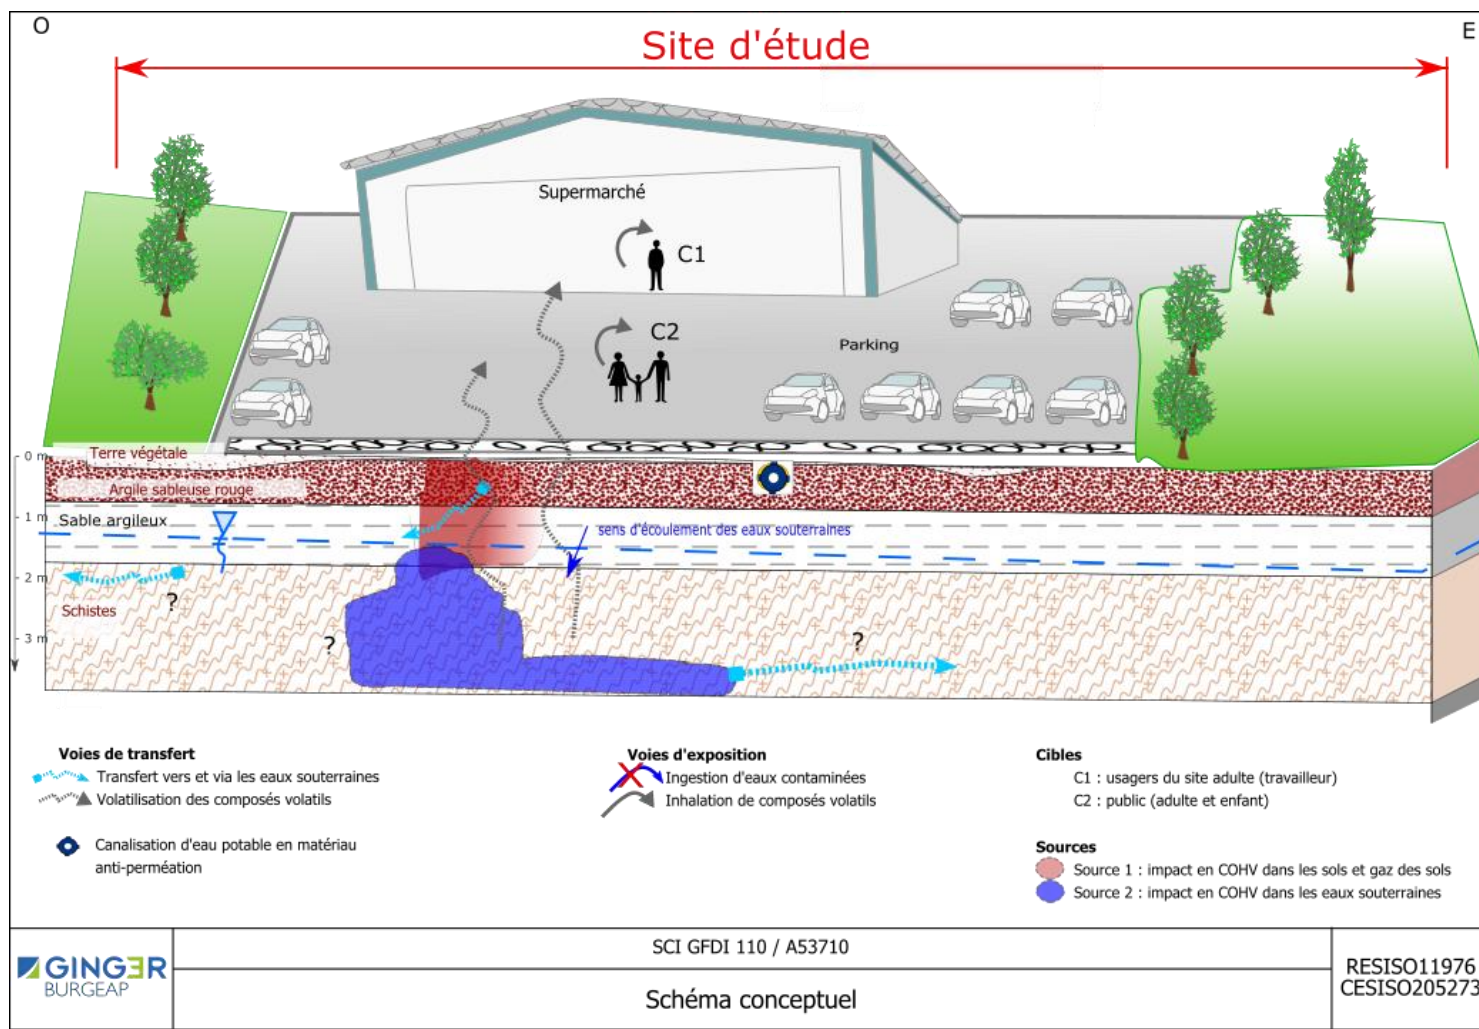 O
E
Site d'étude
Supermarché
C1
C2
Parking
0 m
Terre végétale
Argile sableuse rouge
- 1 m
Sable argileux
sens d'écoulement des eaux souterraines
- 2 m
?
Schistes
- 3 m
?
?
Voies de transfert
Transfert vers et via les eaux souterraines
Volatilisation des composés volatils
Canalisation d'eau potable en matériau
anti-perméation
Voies d'exposition
Ingestion d'eaux contaminées
Inhalation de composés volatils
Cibles
C1 : usagers du site adulte (travailleur)
C2 : public (adulte et enfant)
Sources
Source 1 : impact en COHV dans les sols et gaz des sols
Source 2 : impact en COHV dans les eaux souterraines
GINGER
BURGEAP
SCI GFDI 110 / A53710
Schéma conceptuel
RESISO11976
CESISO205273